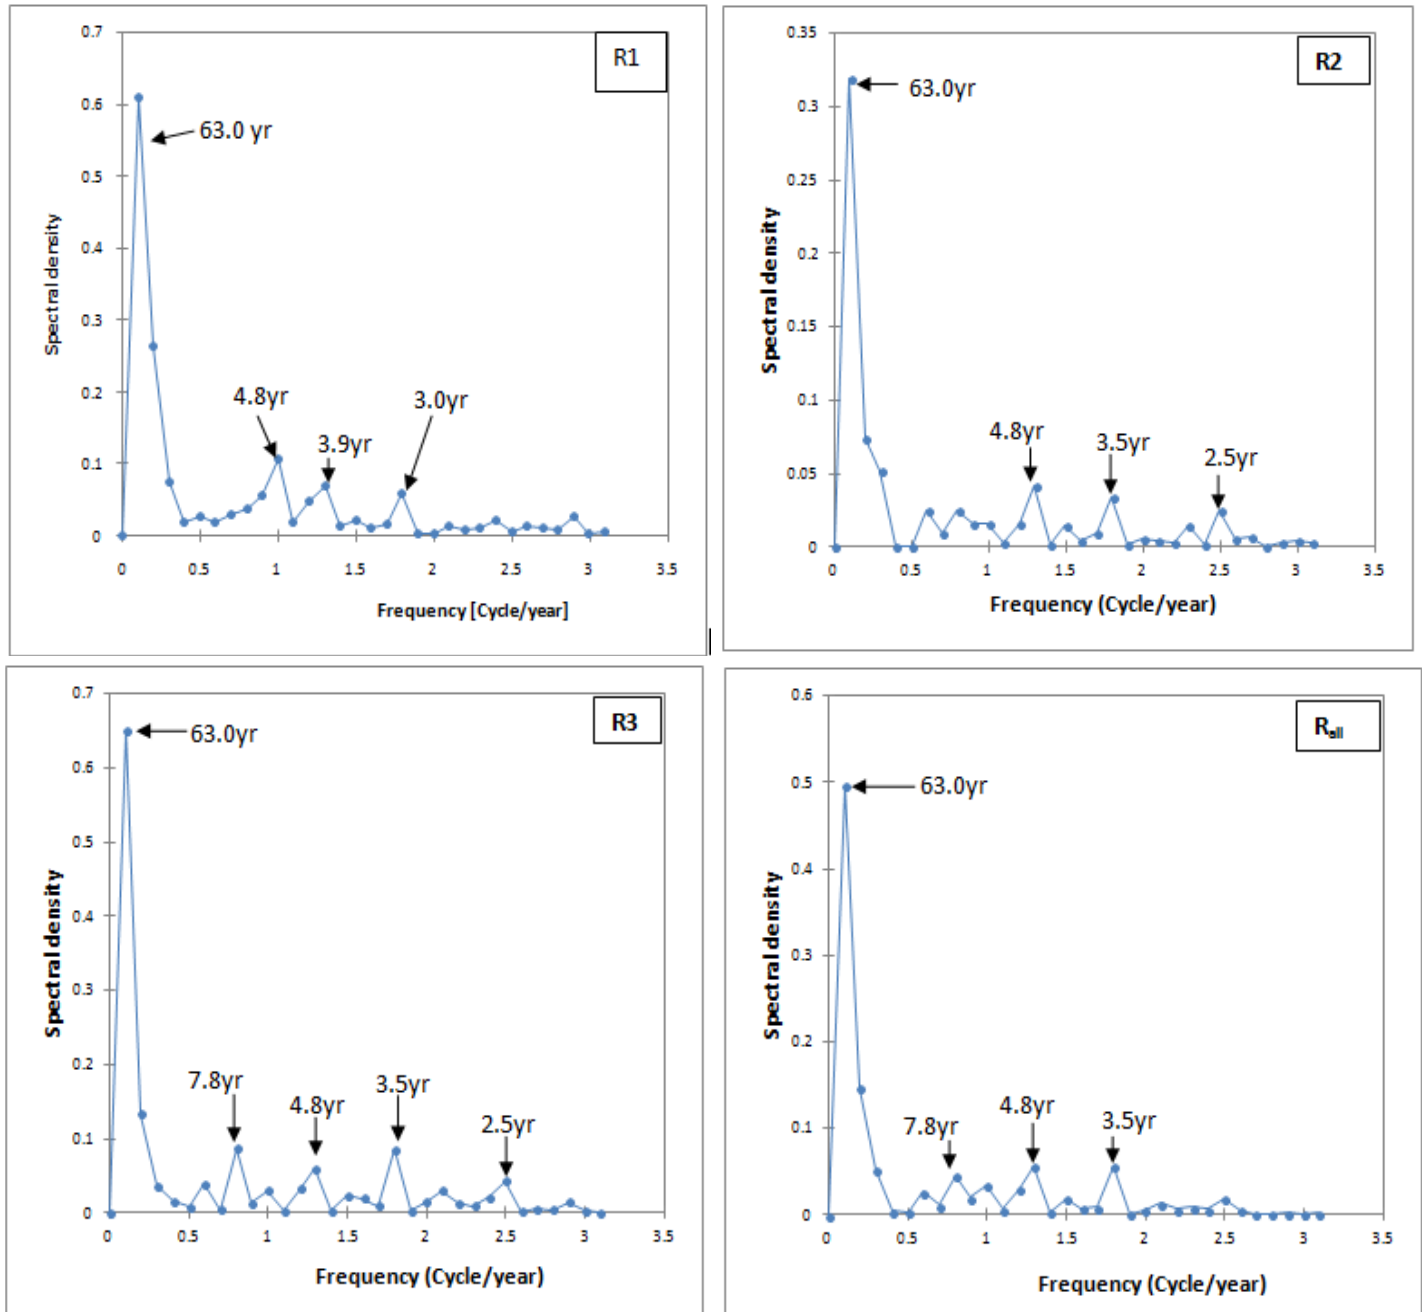 R1
0.7
0.6
0.5
0.4
0.3
0.2
0.1
0
Spectral density
63.0 yr
4.8yr
3.9yr
3.0yr
0 0.5 1 1.5 2 2.5 3 3.5
Frequency [Cycle/year]
R2
0.35
0.3
0.25
0.2
0.15
0.1
0.05
0
Spectral density
63.0yr
4.8yr
3.5yr
2.5yr
0 0.5 1 1.5 2 2.5 3 3.5
Frequency (Cycle/year)
R3
0.7
0.6
0.5
0.4
0.3
0.2
0.1
0
Spectral density
63.0yr
7.8yr
4.8yr
3.5yr
2.5yr
0 0.5 1 1.5 2 2.5 3 3.5
Frequency (Cycle/year)
Rall
0.6
0.5
0.4
0.3
0.2
0.1
0
Spectral density
63.0yr
7.8yr
4.8yr
3.5yr
0 0.5 1 1.5 2 2.5 3 3.5
Frequency (Cycle/year)